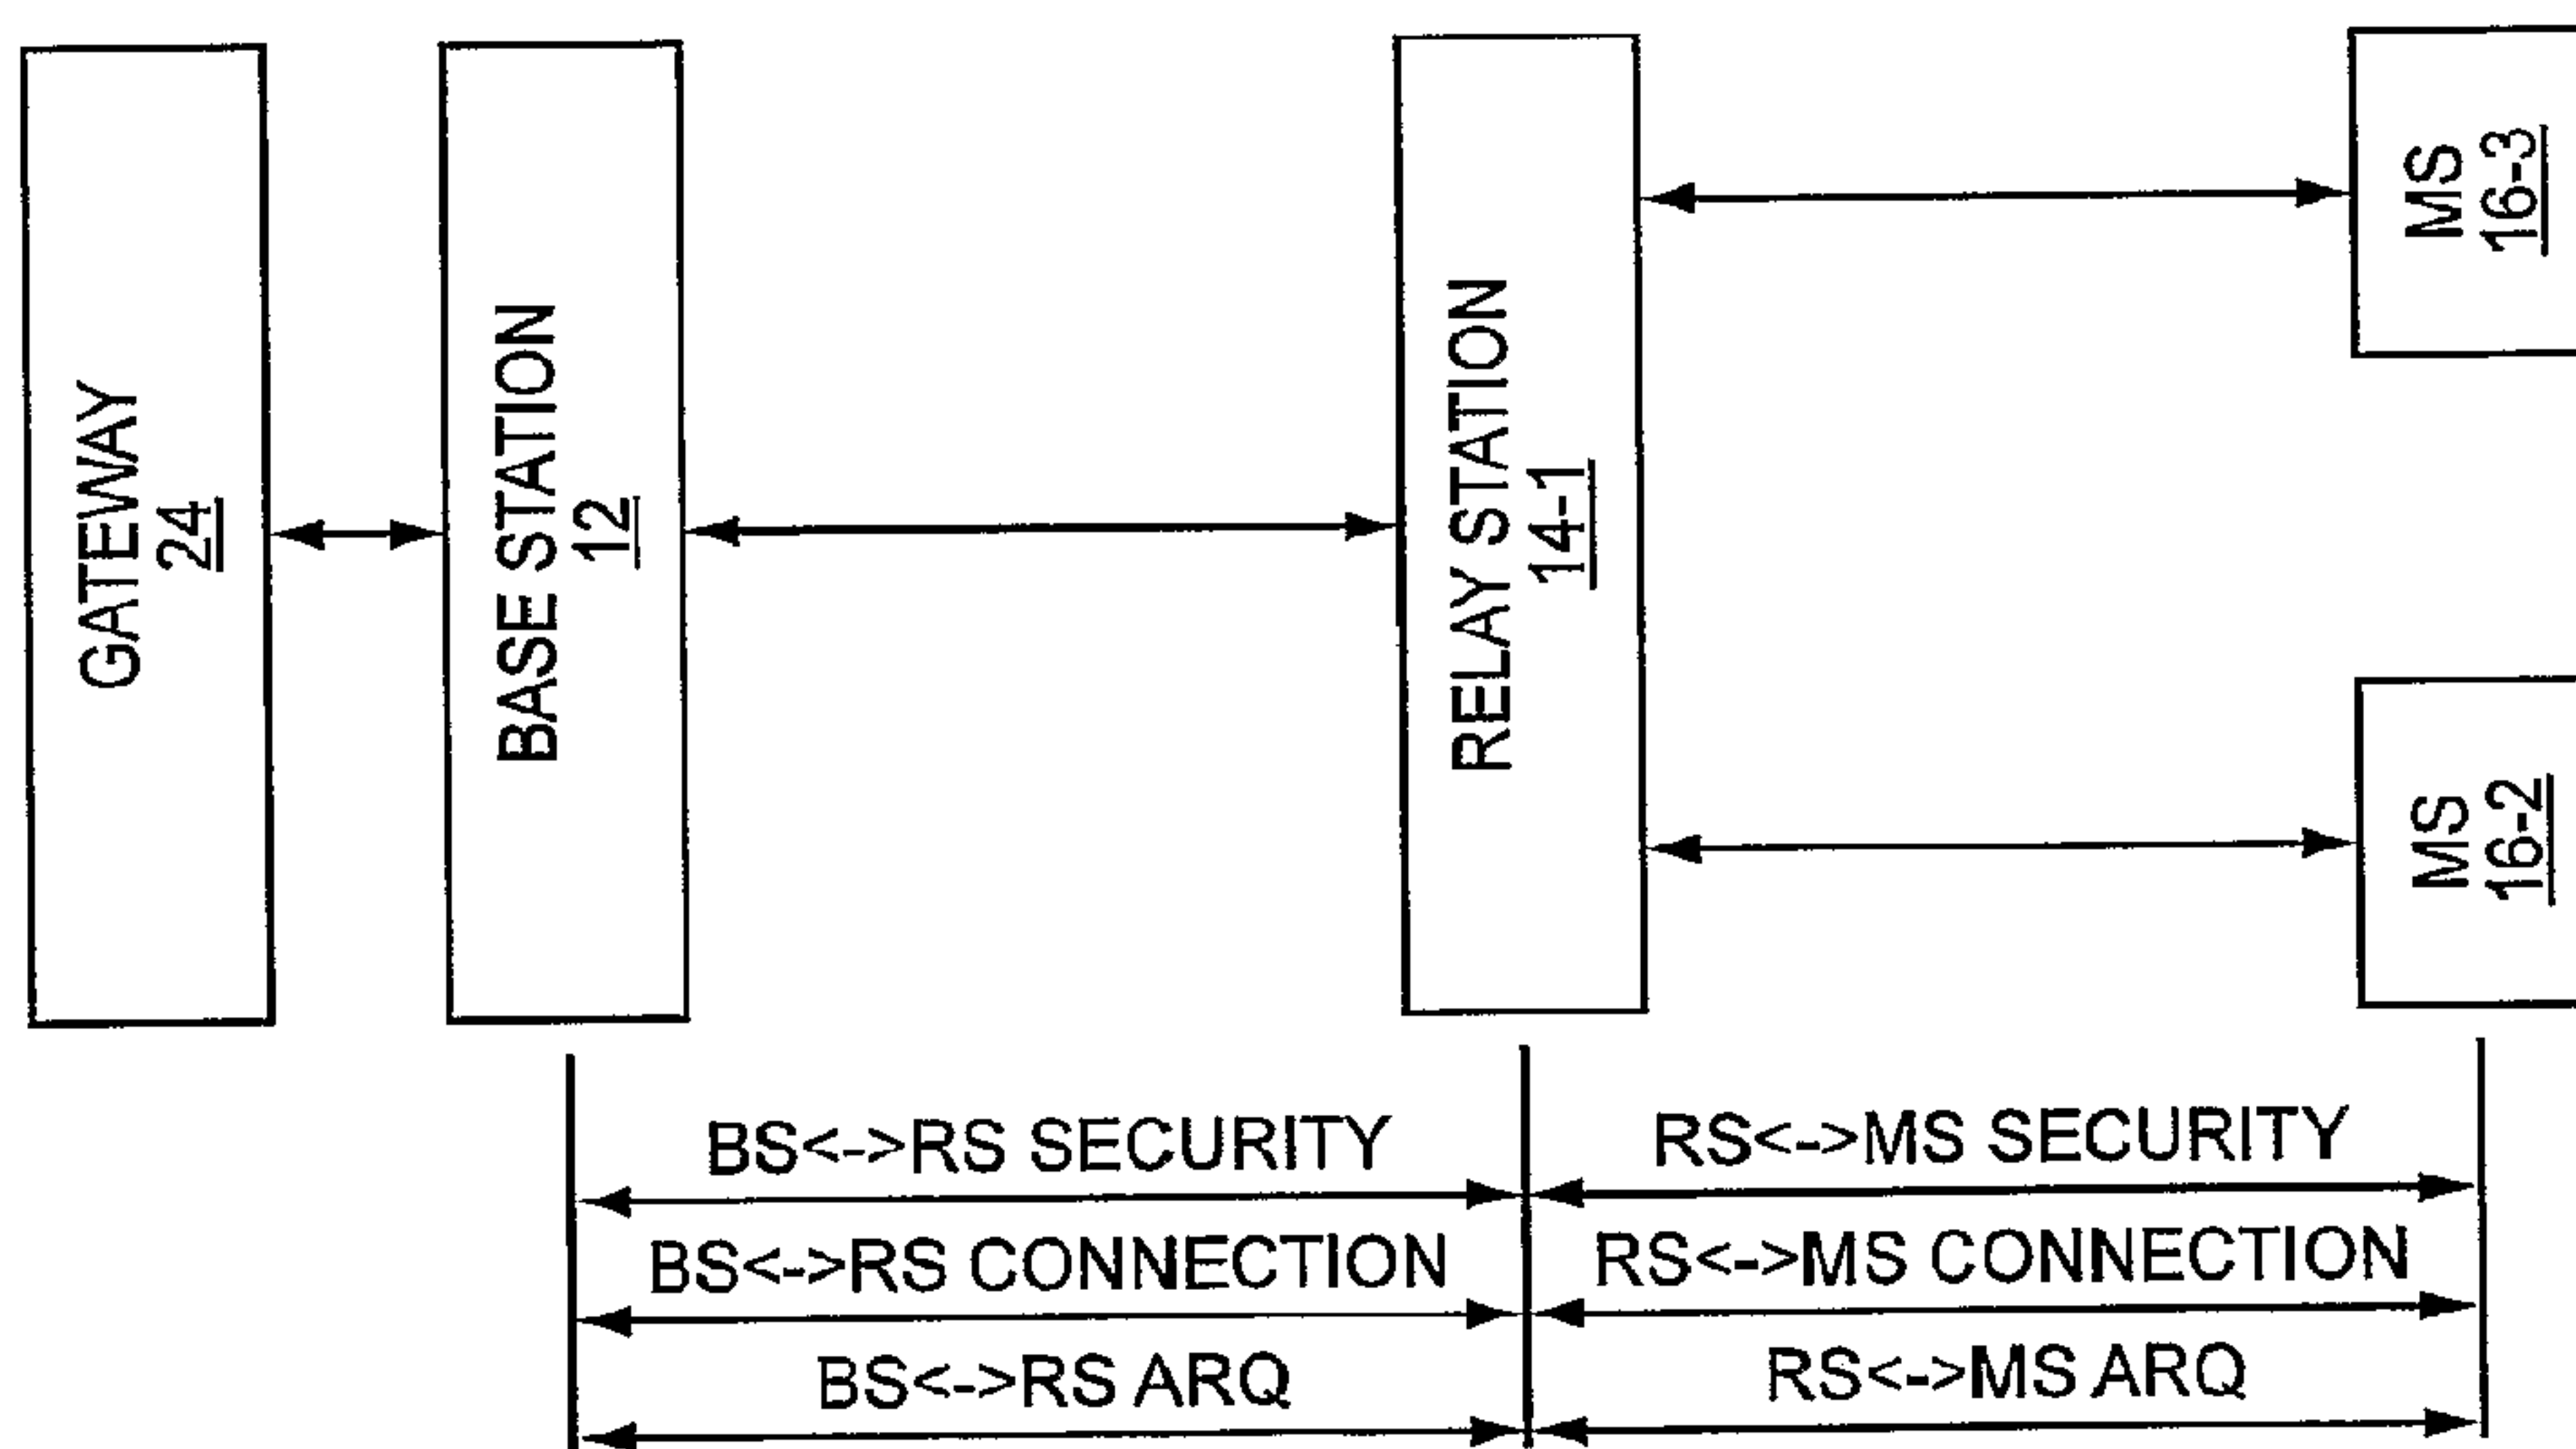 GATEWAY
24
BASE STATION
12
RELAY STATION
14-1
MS
16-3
MS
16-2
BS<->RS SECURITY
RS<->MS SECURITY
BS<->RS CONNECTION
RS<->MS CONNECTION
BS<->RS ARQ
RS<->MS ARQ